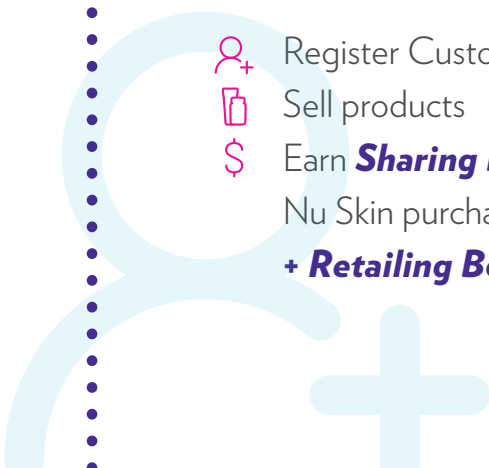 Register Custo
Sell products
Earn Sharing
Nu Skin purcha
+ Retailing B